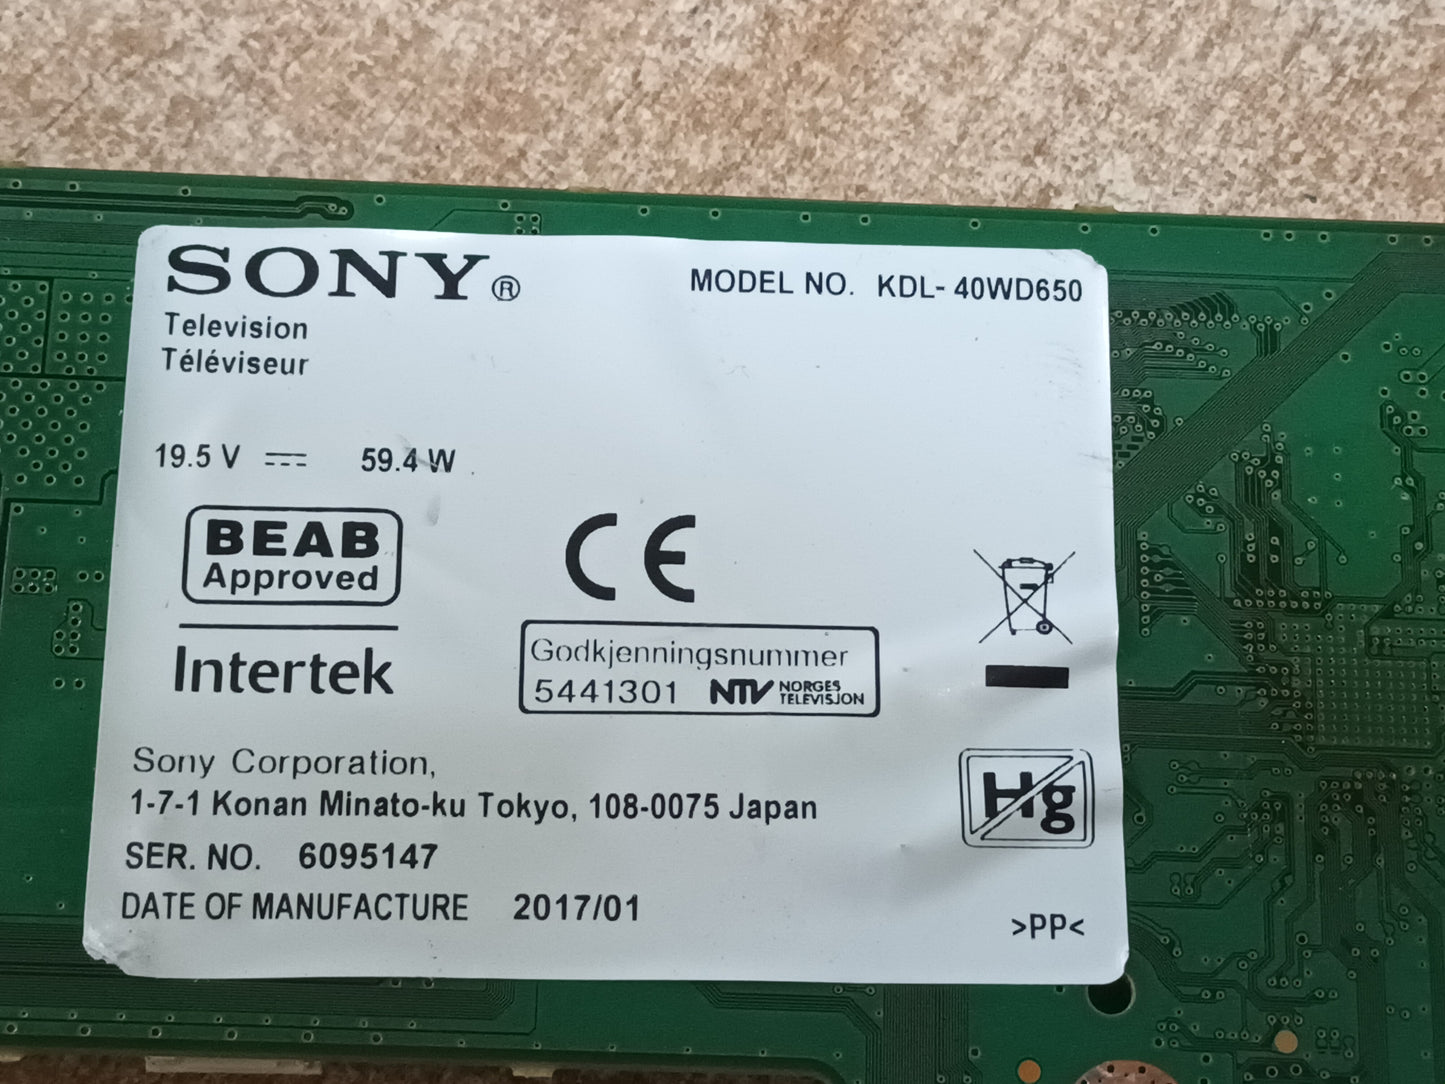 SONY®
MODEL NO. KDL-40WD650
Television
Téléviseur
19.5 V 59.4 W
BEAB
Approved
Intertek
CE
Godkjenningsnummer
5441301 NTV NORGES TELEVISJON
Hg
Sony Corporation,
1-7-1 Konan Minato-ku Tokyo, 108-0075 Japan
SER. NO. 6095147
DATE OF MANUFACTURE 2017/01
>PP<